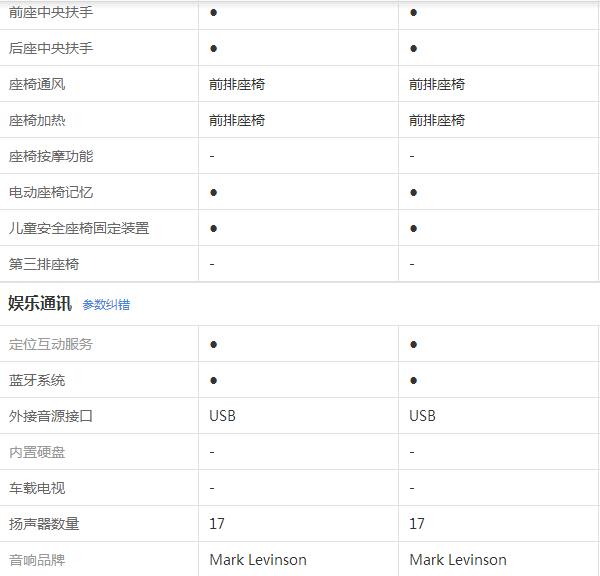 前座中央扶手 ● ●
后座中央扶手 ● ●
座椅通风 前排座椅 前排座椅
座椅加热 前排座椅 前排座椅
座椅按摩功能 - -
电动座椅记忆 ● ●
儿童安全座椅固定装置 ● ●
第三排座椅 - -
娱乐通讯 参数纠错
定位互动服务 ● ●
蓝牙系统 ● ●
外接音源接口 USB USB
内置硬盘 - -
车载电视 - -
扬声器数量 17 17
音响品牌 Mark Levinson Mark Levinson